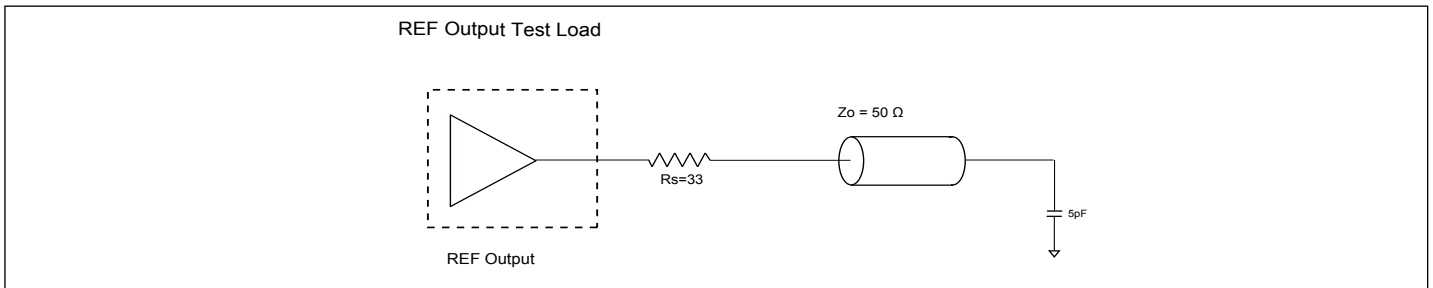 REF Output Test Load
Zo = 50 Ω
Rs=33
5pF
REF Output